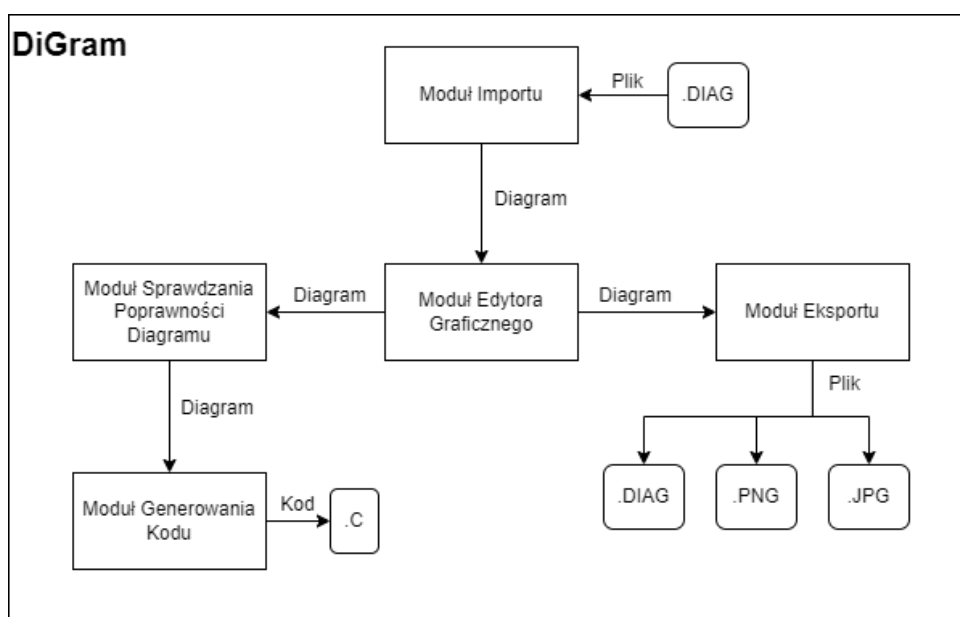 DiGram
Moduł Importu
Plik
.DIAG
Diagram
Moduł Sprawdzania
Poprawności
Diagramu
Diagram
Moduł Edytora
Graficznego
Diagram
Moduł Eksportu
Diagram
Plik
Moduł Generowania
Kodu
Kod
.C
.DIAG
.PNG
.JPG